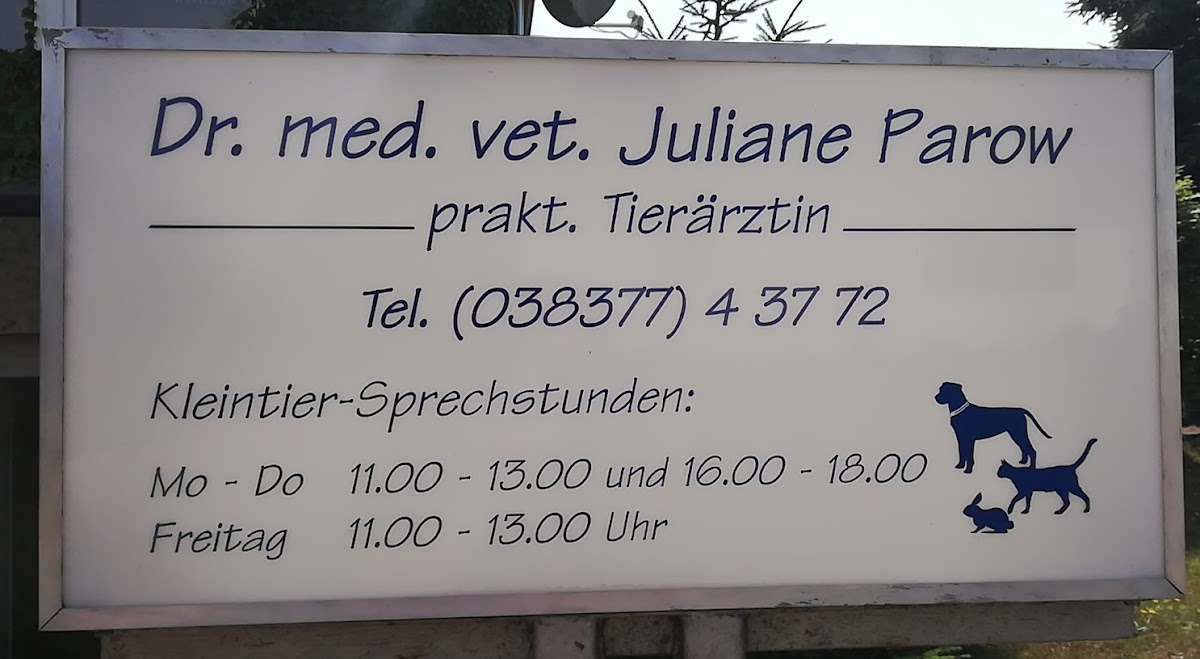 Dr. med. vet. Juliane Parow
prakt. Tierärztin
Tel. (038377) 4 37 72
Kleintier-Sprechstunden:
Mo - Do 11.00 - 13.00 und 16.00 - 18.00
Freitag 11.00 - 13.00 Uhr